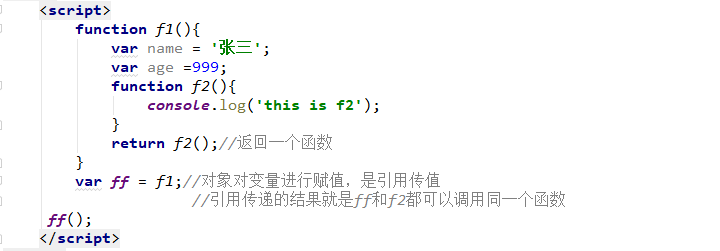 <script>
function f1(){
var name = '张三';
var age =999;
function f2(){
console.log('this is f2');
}
return f2();//返回一个函数
}
var ff = f1;//对象对变量进行赋值，是引用传值
//引用传递的结果就是ff和f2都可以调用同一个函数
ff();
</script>